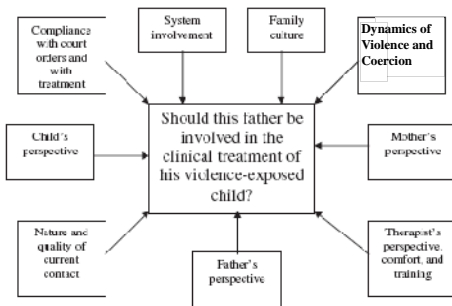 Compliance
with court
orders and
with
treatment
System
involvement
Family
culture
Dynamics of
Violence and
Coercion
Child's
perspective
Should this father be
involved in the
clinical treatment of
his violence-exposed
child?
Mother's
perspective
Nature and
quality of
current
contact
Father's
perspective
Therapist's
perspective,
comfort, and
training